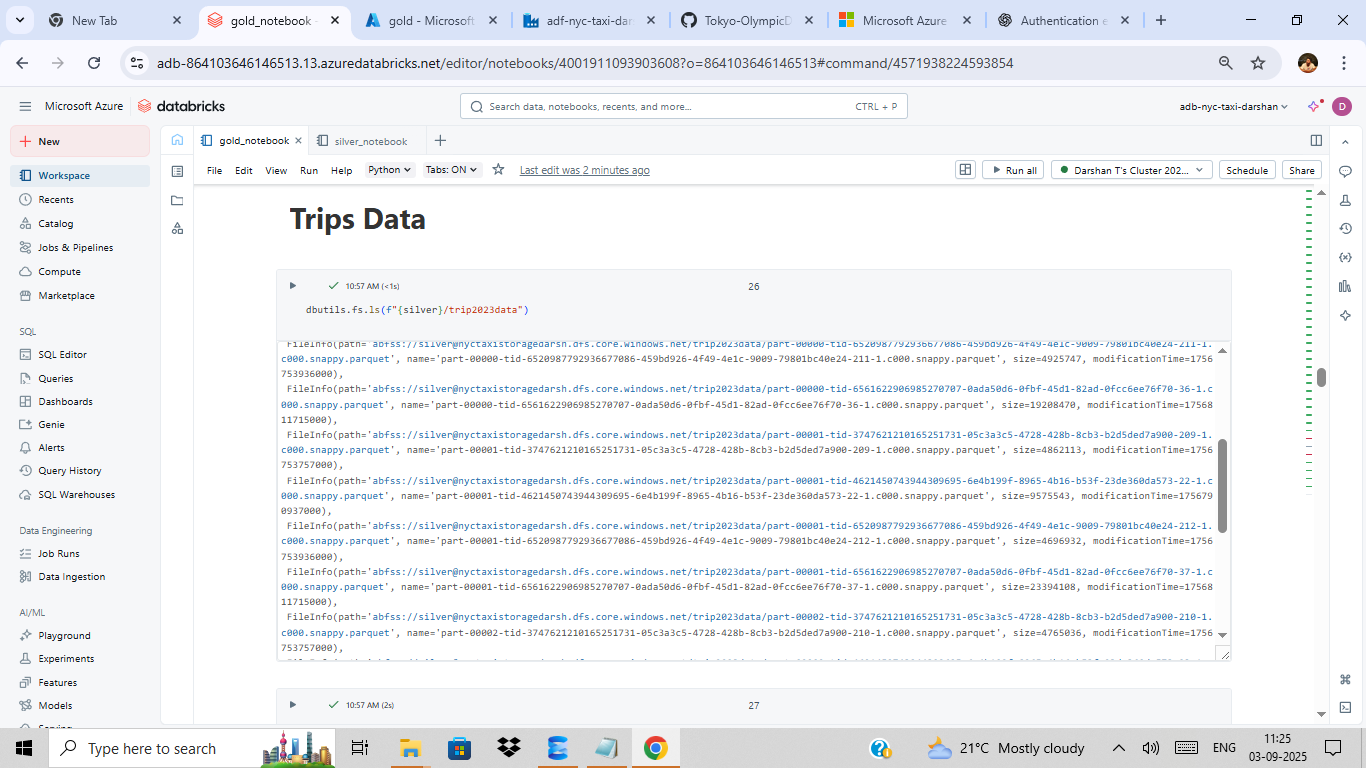 New Tab
gold_notebook -
gold - Microsoft
adf-nyc-taxi-dar
Tokyo-OlympicD
Microsoft Azure
Authentication e
adb-864103646146513.13.azuredatabricks.net/editor/notebooks/4001911093903608?o=864103646146513#command/4571938224593854
Microsoft Azure
databricks
Search data, notebooks, recents, and more...
CTRL + P
adb-nyc-taxi-darshan
D
New
Workspace
Recents
Catalog
Jobs & Pipelines
Compute
Marketplace
SQL
SQL Editor
Queries
Dashboards
Genie
Alerts
Query History
SQL Warehouses
Data Engineering
Job Runs
Data Ingestion
AI/ML
Playground
Experiments
Features
Models
gold_notebook
silver_notebook
File
Edit
View
Run
Help
Python
Tabs: ON
Last edit was 2 minutes ago
Run all
Darshan T's Cluster 202...
Schedule
Share
Trips Data
10:57 AM (<1s)
26
dbutils.fs.ls(f"{silver}/trip2023data")
FileInfo(path='abfss://silver@nyctaxistoragedarsh.dfs.core.windows.net/trip2023data/part-00000-tid-6520987792936677086-459bd926-4f49-4e1c-9009-79801bc40e24-211-1.
c000.snappy.parquet', name='part-00000-tid-6520987792936677086-459bd926-4f49-4e1c-9009-79801bc40e24-211-1.c000.snappy.parquet', size=4925747, modificationTime=1756
753936000),
FileInfo(path='abfss://silver@nyctaxistoragedarsh.dfs.core.windows.net/trip2023data/part-00000-tid-6561622906985270707-0ada50d6-0fbf-45d1-82ad-0fcc6ee76f70-36-1.c
000.snappy.parquet', name='part-00000-tid-6561622906985270707-0ada50d6-0fbf-45d1-82ad-0fcc6ee76f70-36-1.c000.snappy.parquet', size=19208470, modificationTime=17568
11715000),
FileInfo(path='abfss://silver@nyctaxistoragedarsh.dfs.core.windows.net/trip2023data/part-00001-tid-3747621210165251731-05c3a3c5-4728-428b-8cb3-b2d5ded7a900-209-1.
c000.snappy.parquet', name='part-00001-tid-3747621210165251731-05c3a3c5-4728-428b-8cb3-b2d5ded7a900-209-1.c000.snappy.parquet', size=4862113, modificationTime=1756
753757000),
FileInfo(path='abfss://silver@nyctaxistoragedarsh.dfs.core.windows.net/trip2023data/part-00001-tid-4621450743944309695-6e4b199f-8965-4b16-b53f-23de360da573-22-1.c
000.snappy.parquet', name='part-00001-tid-4621450743944309695-6e4b199f-8965-4b16-b53f-23de360da573-22-1.c000.snappy.parquet', size=9575543, modificationTime=175679
0937000),
FileInfo(path='abfss://silver@nyctaxistoragedarsh.dfs.core.windows.net/trip2023data/part-00001-tid-6520987792936677086-459bd926-4f49-4e1c-9009-79801bc40e24-212-1.
c000.snappy.parquet', name='part-00001-tid-6520987792936677086-459bd926-4f49-4e1c-9009-79801bc40e24-212-1.c000.snappy.parquet', size=4696932, modificationTime=1756
753936000),
FileInfo(path='abfss://silver@nyctaxistoragedarsh.dfs.core.windows.net/trip2023data/part-00001-tid-6561622906985270707-0ada50d6-0fbf-45d1-82ad-0fcc6ee76f70-37-1.c
000.snappy.parquet', name='part-00001-tid-6561622906985270707-0ada50d6-0fbf-45d1-82ad-0fcc6ee76f70-37-1.c000.snappy.parquet', size=23394108, modificationTime=17568
11715000),
FileInfo(path='abfss://silver@nyctaxistoragedarsh.dfs.core.windows.net/trip2023data/part-00002-tid-3747621210165251731-05c3a3c5-4728-428b-8cb3-b2d5ded7a900-210-1.
c000.snappy.parquet', name='part-00002-tid-3747621210165251731-05c3a3c5-4728-428b-8cb3-b2d5ded7a900-210-1.c000.snappy.parquet', size=4765036, modificationTime=1756
753757000),
10:57 AM (2s)
27
Type here to search
21°C Mostly cloudy
ENG
11:25
03-09-2025